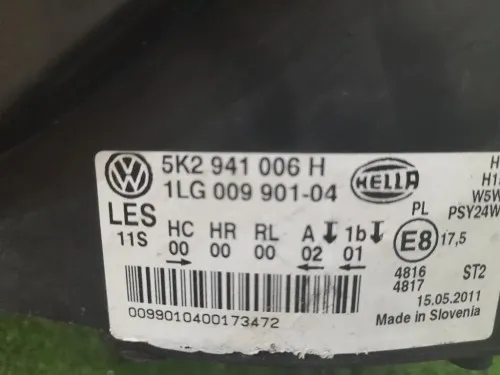 5K2 941 006 H
1LG 009 901-04
HELLA
LES
11S
HC HR RL A 1b
00 00 00 02 01
PL
H1
W5W
PSY24W
E8 17,5
4816 ST2
4817
15.05.2011
Made in Slovenia
0099010400173472